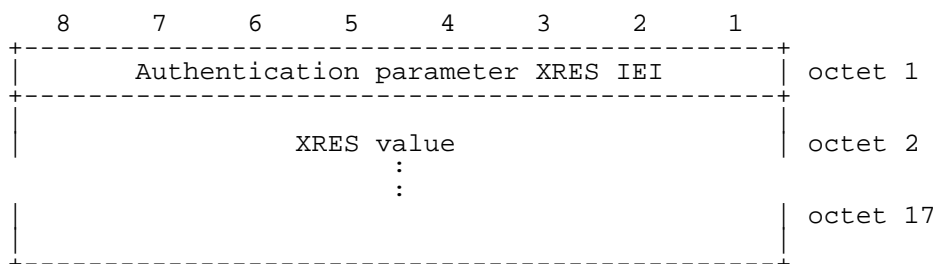 8 7 6 5 4 3 2 1
Authentication parameter XRES IEI octet 1
XRES value octet 2
:
:
octet 17